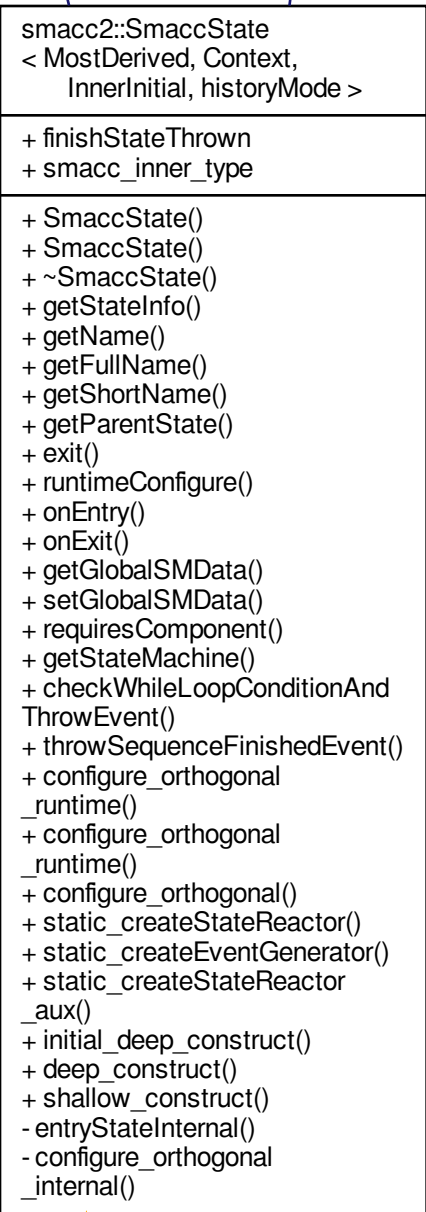 smacc2::SmaccState
< MostDerived, Context,
InnerInitial, historyMode >
+ finishStateThrown
+ smacc_inner_type
+ SmaccState()
+ SmaccState()
+ ~SmaccState()
+ getStateInfo()
+ getName()
+ getFullName()
+ getShortName()
+ getParentState()
+ exit()
+ runtimeConfigure()
+ onEntry()
+ onExit()
+ getGlobalSMData()
+ setGlobalSMData()
+ requiresComponent()
+ getStateMachine()
+ checkWhileLoopConditionAnd
ThrowEvent()
+ throwSequenceFinishedEvent()
+ configure_orthogonal
_runtime()
+ configure_orthogonal
_runtime()
+ configure_orthogonal()
+ static_createStateReactor()
+ static_createEventGenerator()
+ static_createStateReactor
_aux()
+ initial_deep_construct()
+ deep_construct()
+ shallow_construct()
- entryStateInternal()
- configure_orthogonal
_internal()